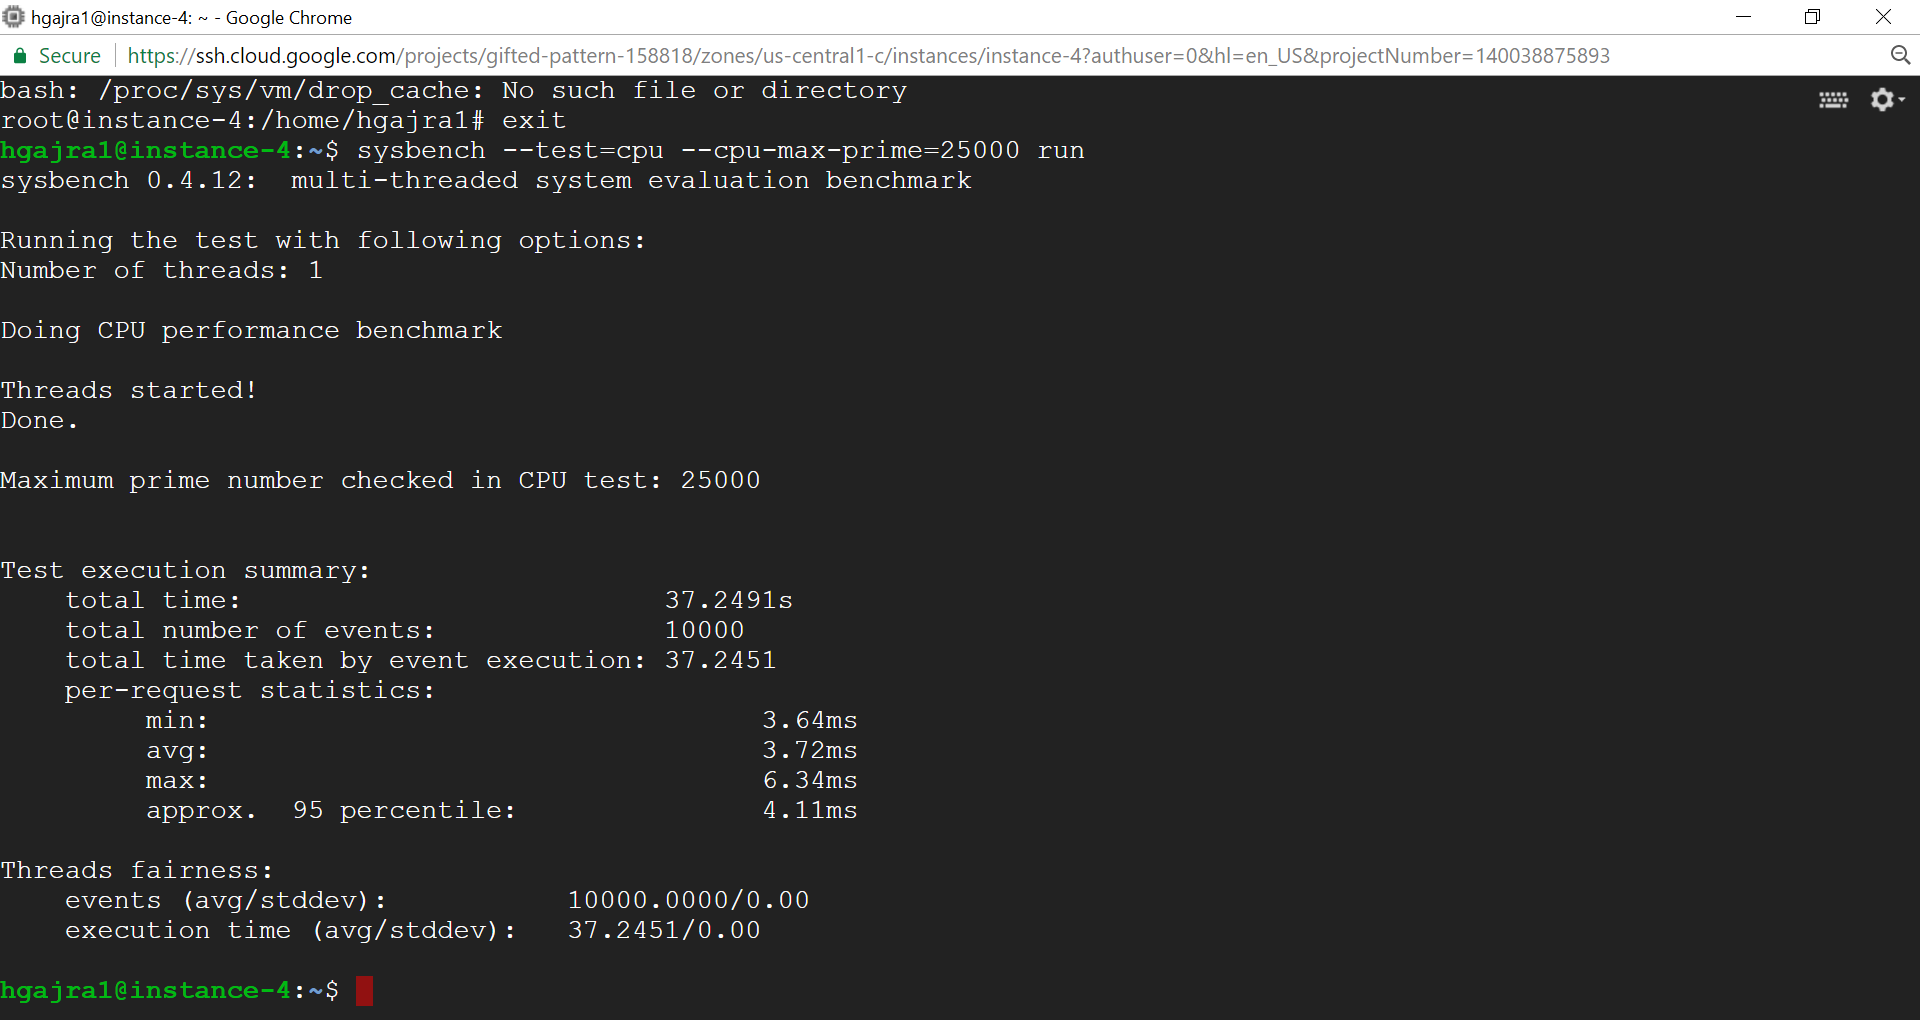 hgajra1@instance-4: ~ - Google Chrome
Secure https://ssh.cloud.google.com/projects/gifted-pattern-158818/zones/us-central1-c/instances/instance-4?authuser=0&hl=en_US&projectNumber=140038875893
bash: /proc/sys/vm/drop_cache: No such file or directory
root@instance-4:/home/hgajra1# exit
hgajra1@instance-4:~$ sysbench --test=cpu --cpu-max-prime=25000 run
sysbench 0.4.12:  multi-threaded system evaluation benchmark
Running the test with following options:
Number of threads: 1
Doing CPU performance benchmark
Threads started!
Done.
Maximum prime number checked in CPU test: 25000
Test execution summary:
total time: 37.2491s
total number of events: 10000
total time taken by event execution: 37.2451
per-request statistics:
min: 3.64ms
avg: 3.72ms
max: 6.34ms
approx.  95 percentile: 4.11ms
Threads fairness:
events (avg/stddev): 10000.0000/0.00
execution time (avg/stddev): 37.2451/0.00
hgajra1@instance-4:~$